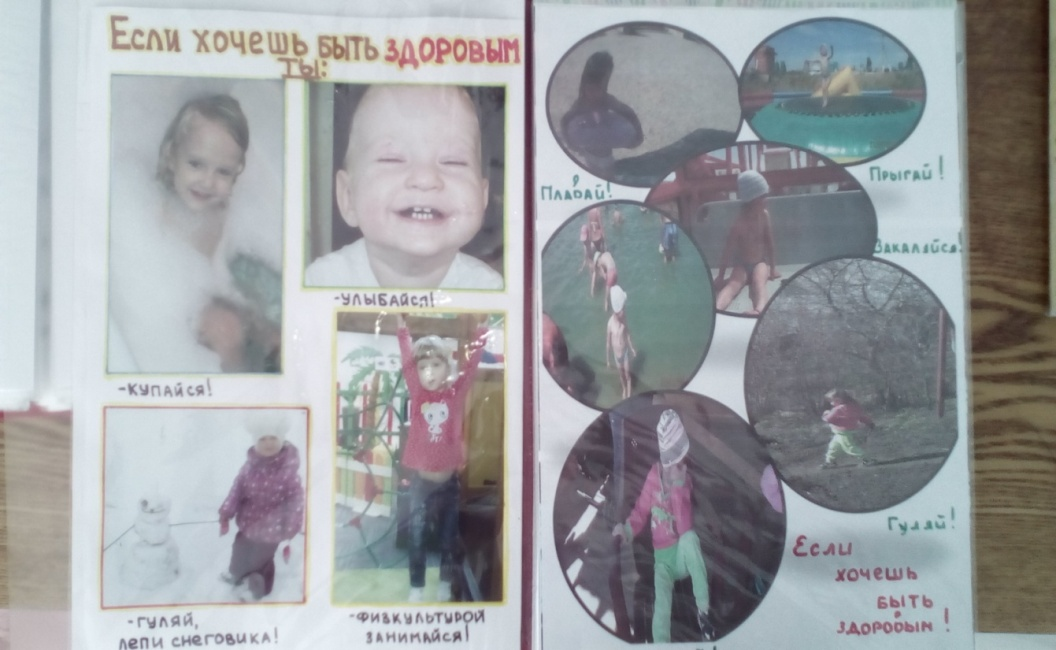 Если хочешь быть здоровым
ты:
-купайся!
-улыбайся!
-гуляй,
лепи снеговика!
-физкультурой
занимайся!
Плавай!
Прыгай!
Закаляйся!
Гуляй!
Если
хочешь
быть
здоровым!